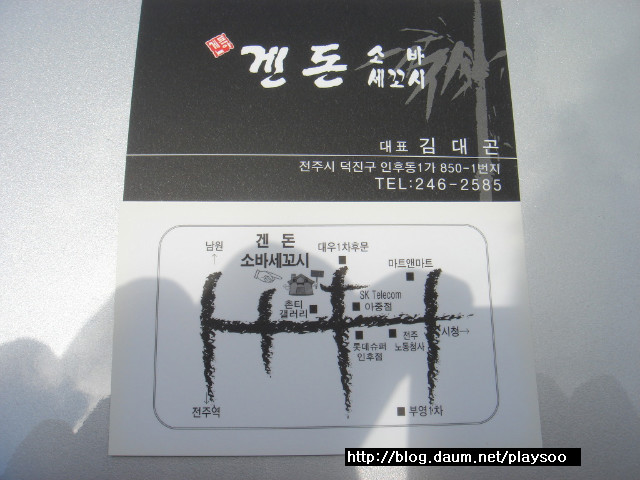 겐돈 소바
세꼬시
대표 김대곤
전주시 덕진구 인후동1가 850-1번지
TEL:246-2585
남원
겐돈
소바세꼬시
대우1차후문
마트앤마트
촌티
갤러리
SK Telecom
아중점
시청→
롯데슈퍼
인후점
전주
노동청사
전주역
부영1차
http://blog.daum.net/playsoo